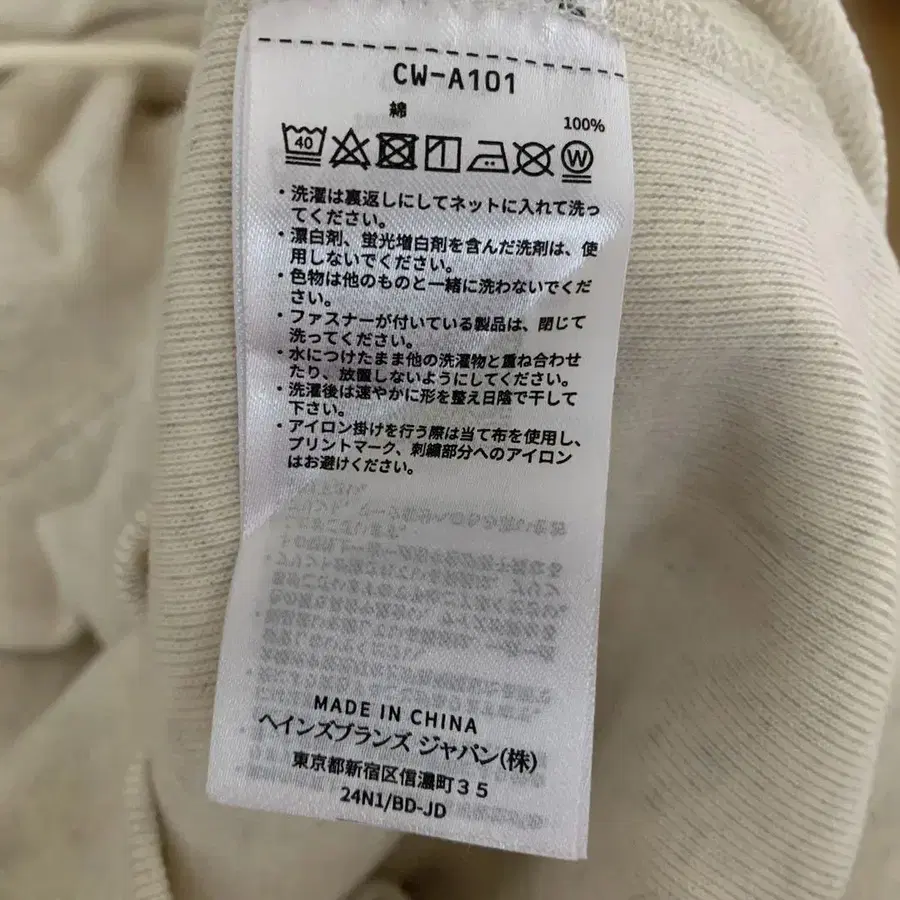 CW-A101
綿
100%
40
W
・洗濯は裏返しにしてネットに入れて洗っ
てください。
・漂白剤、蛍光増白剤を含んだ洗剤は、使
用しないでください。
・色物は他のものと一緒に洗わないでくだ
さい。
・ファスナーが付いている製品は、閉じて
洗ってください。
・水につけたまま他の洗濯物と重ね合わせ
たり、放置しないようにしてください。
・洗濯後は速やかに形を整え日陰で干して
下さい。
・アイロン掛けを行う際は当て布を使用し、
プリントマーク、刺繍部分へのアイロン
はお避けください。
MADE IN CHINA
ヘインズブランズ ジャパン(株)
東京都新宿区信濃町３５
24N1/BD-JD